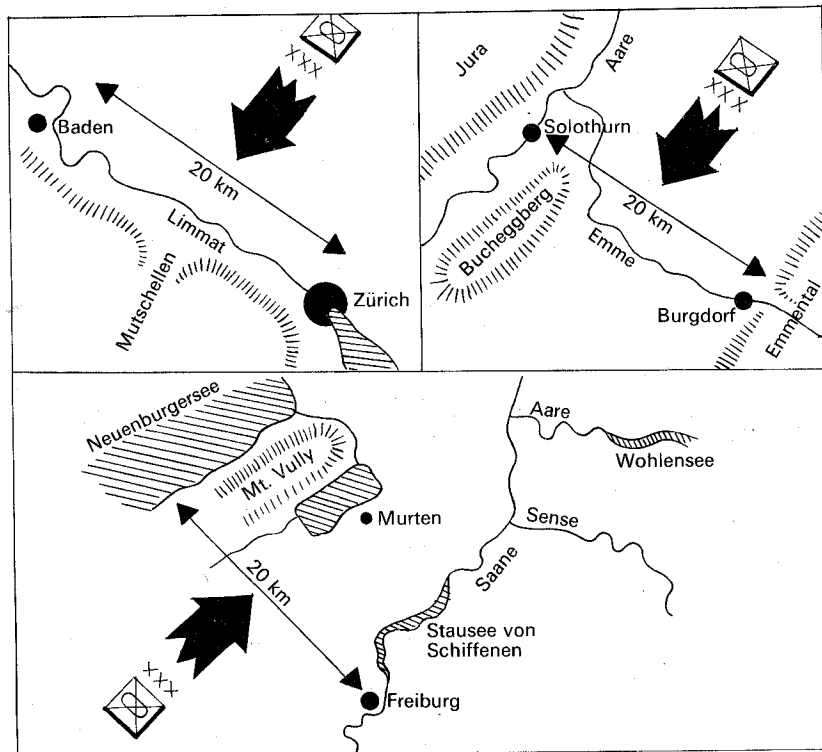 XXX
Baden
20 km
Limmat
Mutschellen
Zürich
XXX
Jura
Aare
Solothurn
20 km
Bucheggberg
Emme
Burgdorf
Emmental
Neuenburgersee
Mt. Vully
Murten
20 km
XXX
Aare
Wohlensee
Sense
Saane
Stausee von
Schiffenen
Freiburg